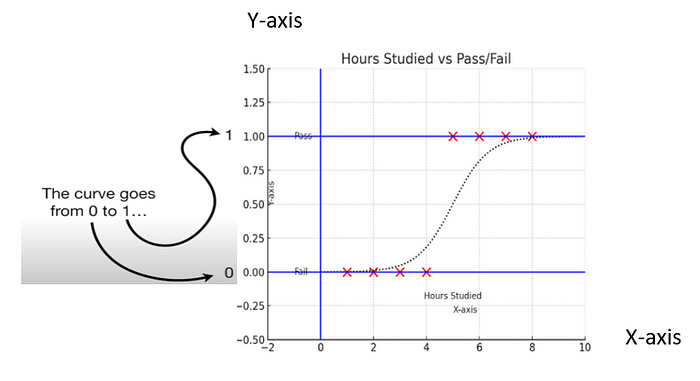 Y-axis
Hours Studied vs Pass/Fail
1.50
1.25
1
1.00
Pass
0.75
The curve goes
from 0 to 1...
Y-axis
0.50
0.25
0
0.00
Fail
Hours Studied
X-axis
−0.25
−0.50
−2 0 2 4 6 8 10
X-axis